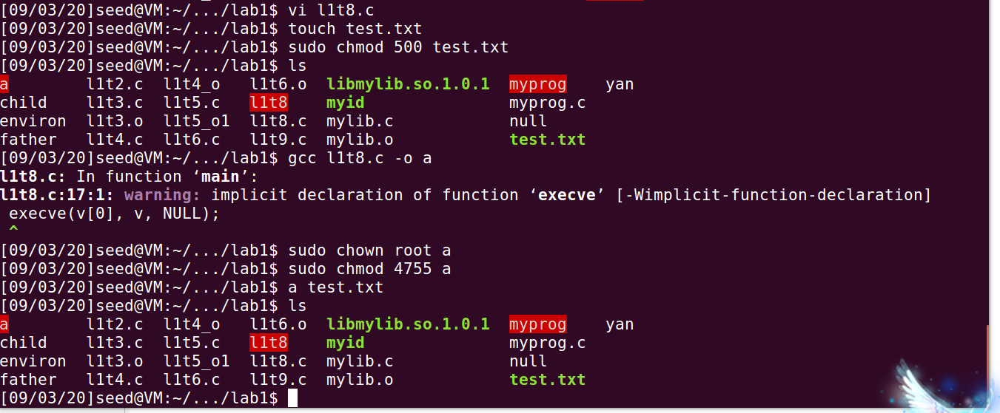 [09/03/20]seed@VM:~/.../lab1$ vi l1t8.c
[09/03/20]seed@VM:~/.../lab1$ touch test.txt
[09/03/20]seed@VM:~/.../lab1$ sudo chmod 500 test.txt
[09/03/20]seed@VM:~/.../lab1$ ls
a        l1t2.c  l1t4_o   l1t6.o  libmylib.so.1.0.1  myprog    yan
child    l1t3.c  l1t5.c   l1t8    myid               myprog.c
environ  l1t3.o  l1t5_o1  l1t8.c  mylib.c            null
father   l1t4.c  l1t6.c   l1t9.c  mylib.o            test.txt
[09/03/20]seed@VM:~/.../lab1$ gcc l1t8.c -o a
l1t8.c: In function ‘main’:
l1t8.c:17:1: warning: implicit declaration of function ‘execve’ [-Wimplicit-function-declaration]
 execve(v[0], v, NULL);
 ^
[09/03/20]seed@VM:~/.../lab1$ sudo chown root a
[09/03/20]seed@VM:~/.../lab1$ sudo chmod 4755 a
[09/03/20]seed@VM:~/.../lab1$ a test.txt
[09/03/20]seed@VM:~/.../lab1$ ls
a        l1t2.c  l1t4_o   l1t6.o  libmylib.so.1.0.1  myprog    yan
child    l1t3.c  l1t5.c   l1t8    myid               myprog.c
environ  l1t3.o  l1t5_o1  l1t8.c  mylib.c            null
father   l1t4.c  l1t6.c   l1t9.c  mylib.o            test.txt
[09/03/20]seed@VM:~/.../lab1$